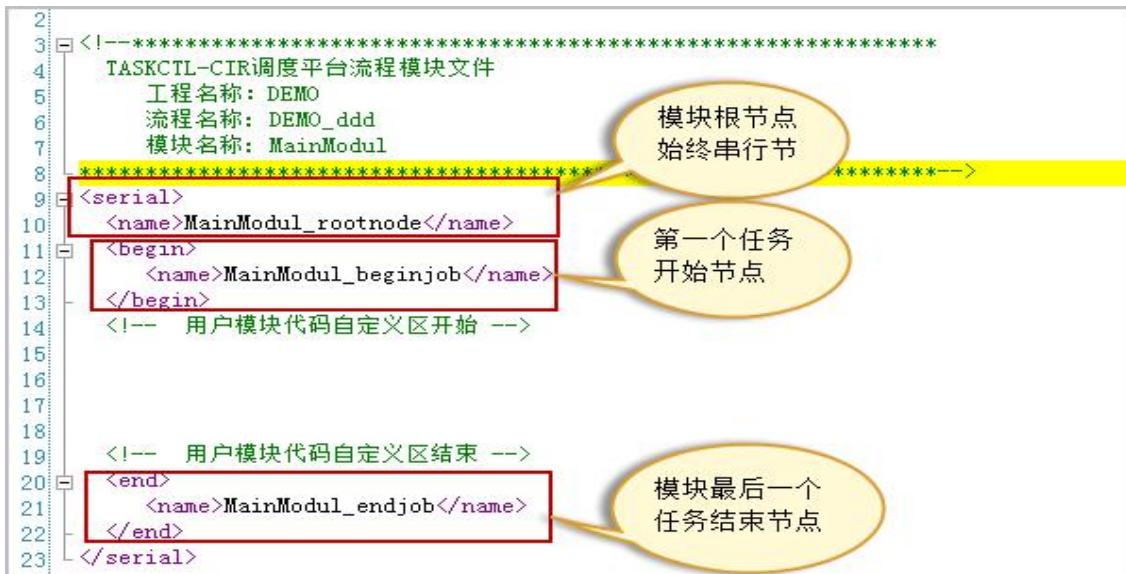 2
3 <!--*************************************************************
4 TASKCTL-CIR调度平台流程模块文件
5 工程名称: DEMO
6 流程名称: DEMO_ddd
7 模块名称: MainModul
8 *************************************************************-->
9 <serial>
10 <name>MainModul_rootnode</name>
11 <begin>
12 <name>MainModul_beginjob</name>
13 </begin>
14 <!-- 用户模块代码自定义区开始 -->
15
16
17
18
19 <!-- 用户模块代码自定义区结束 -->
20 <end>
21 <name>MainModul_endjob</name>
22 </end>
23 </serial>
模块根节点
始终串行节
第一个任务
开始节点
模块最后一个
任务结束节点